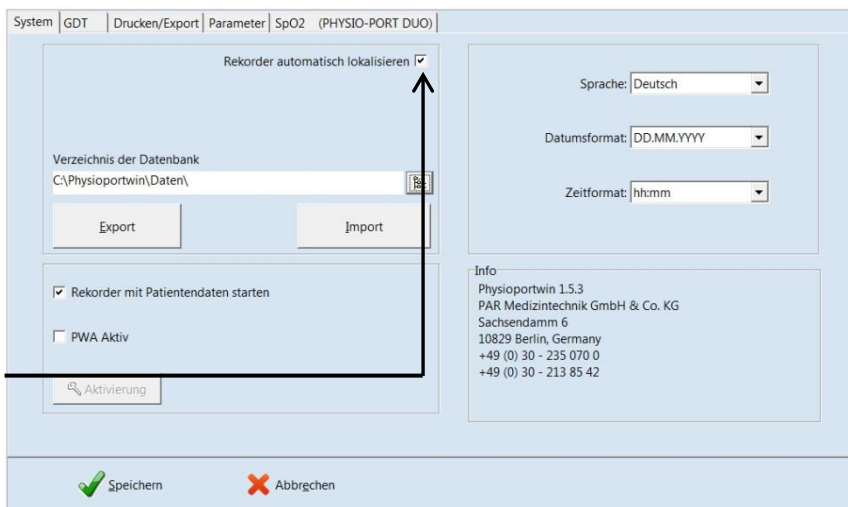 System GDT Drucken/Export Parameter SpO2 (PHYSIO-PORT DUO)
Rekorder automatisch lokalisieren
Verzeichnis der Datenbank
C:\Physioportwin\Daten\
Export Import
Rekorder mit Patientendaten starten
PWA Aktiv
Aktivierung
Sprache: Deutsch
Datumsformat: DD.MM.YYYY
Zeitformat: hh:mm
Info
Physioportwin 1.5.3
PAR Medizintechnik GmbH & Co. KG
Sachsendamm 6
10829 Berlin, Germany
+49 (0) 30 - 235 070 0
+49 (0) 30 - 213 85 42
Speichern Abbrechen